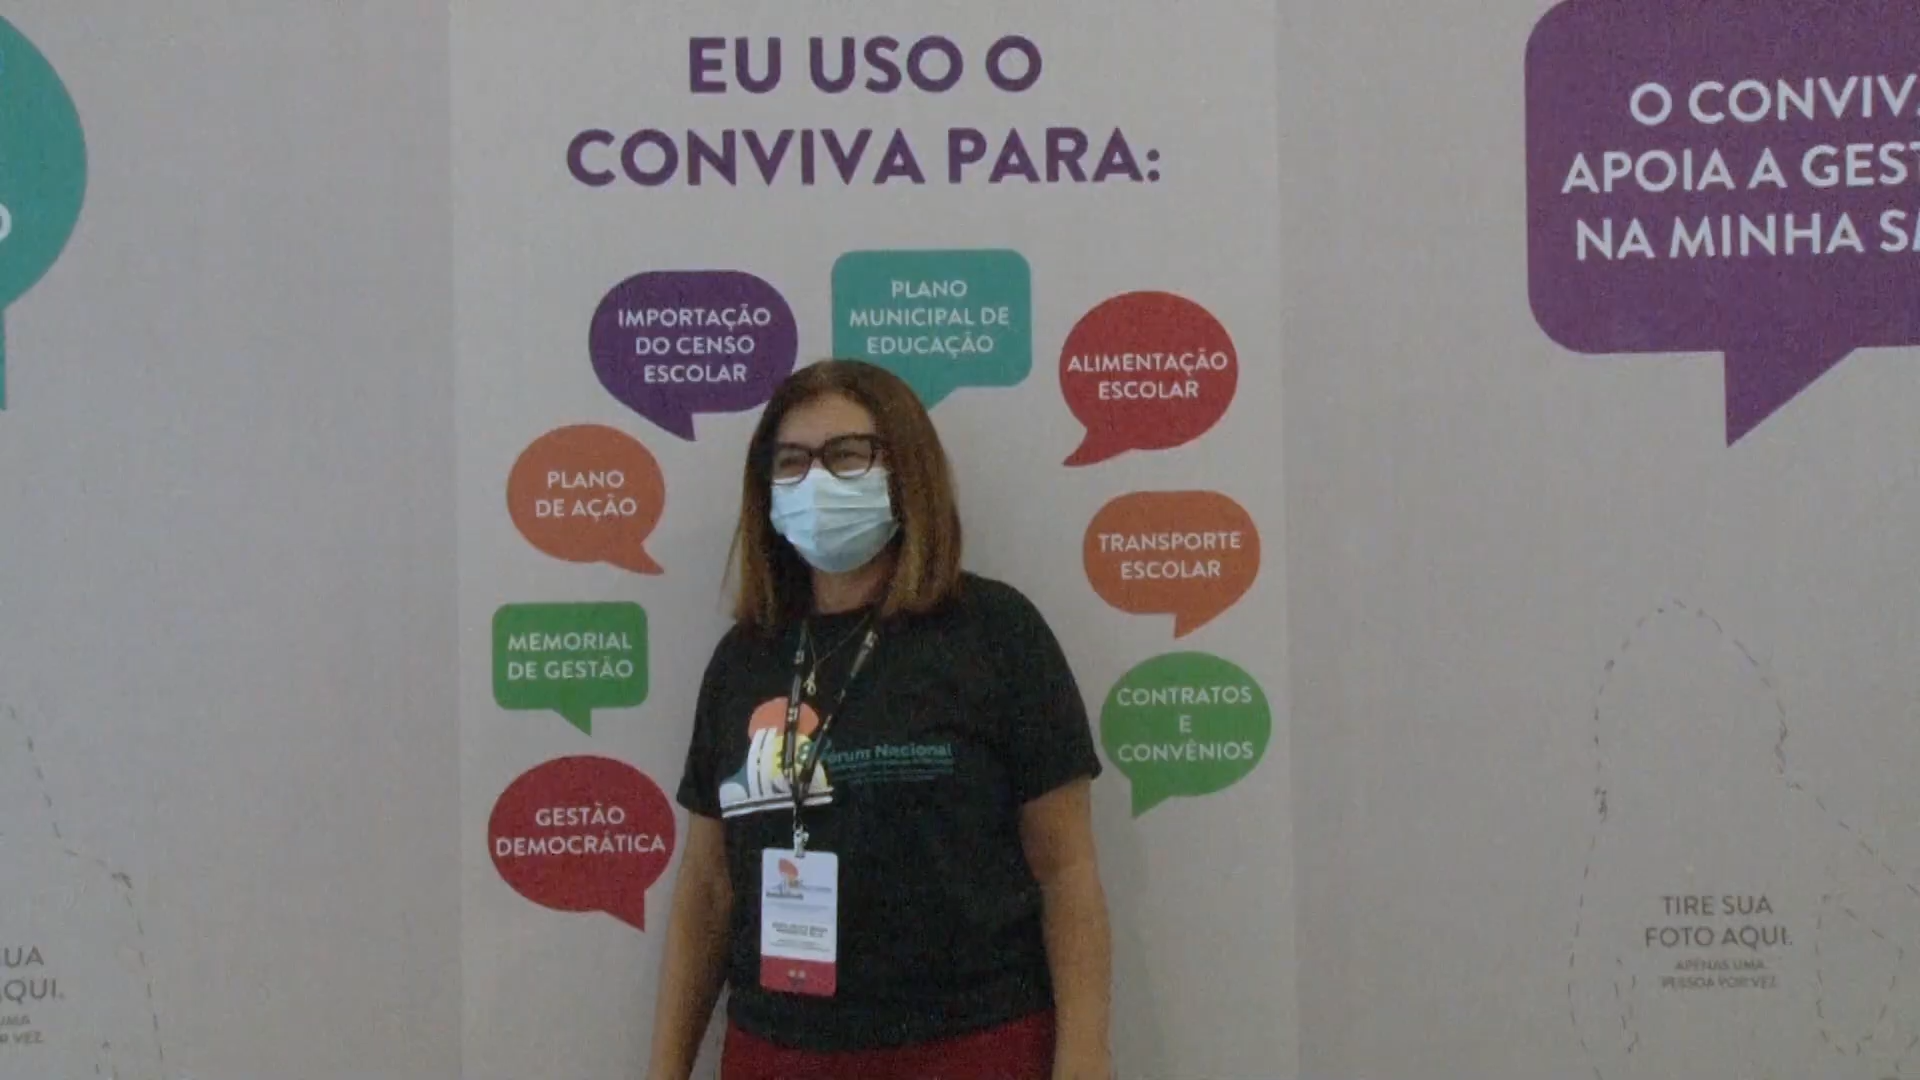 EU USO O
CONVIVA PARA:
IMPORTAÇÃO
DO CENSO
ESCOLAR
PLANO
MUNICIPAL DE
EDUCAÇÃO
ALIMENTAÇÃO
ESCOLAR
PLANO
DE AÇÃO
TRANSPORTE
ESCOLAR
MEMORIAL
DE GESTÃO
CONTRATOS
E
CONVÊNIOS
GESTÃO
DEMOCRÁTICA
Fórum Nacional
O CONVIVA
APOIA A GEST
NA MINHA S
TIRE SUA
FOTO AQUI.
APENAS UMA
PESSOA POR VEZ
O
UA
QUI.
UMA
R VEZ